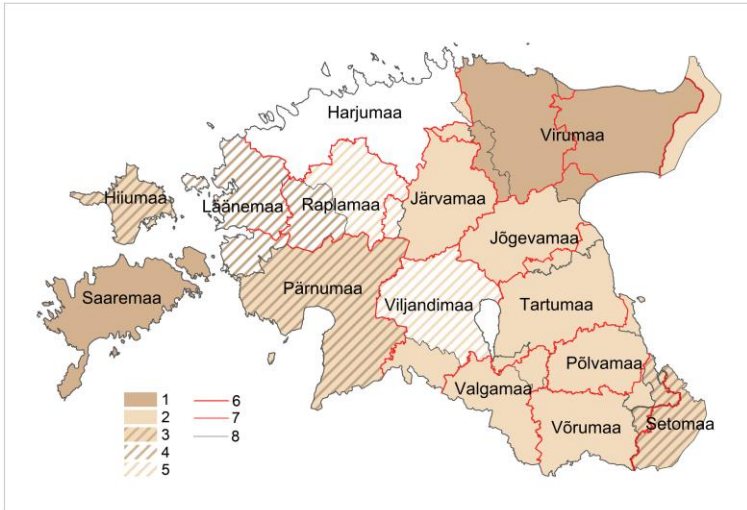 Harjumaa
Virumaa
Hiiumaa
Läänemaa
Raplamaa
Järvamaa
Jõgevamaa
Saaremaa
Pärnumaa
Viljandimaa
Tartumaa
Põlvamaa
Valgamaa
Võrumaa
Setomaa
1 6
2 7
3 8
4
5